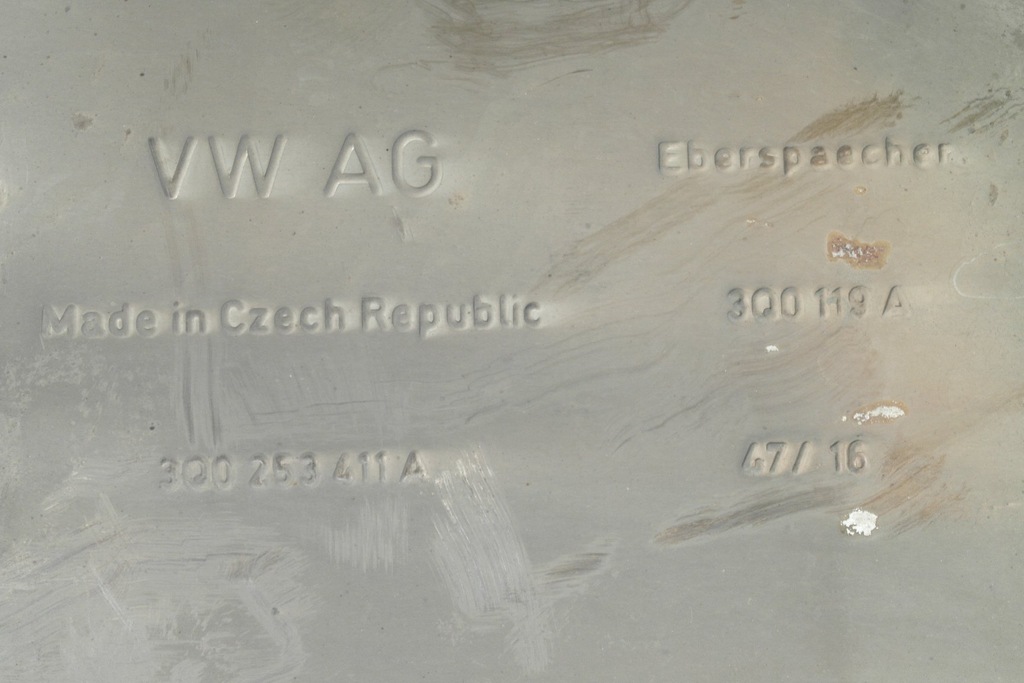 VW AG
Eberspaecher
Made in Czech Republic
3Q0 119 A
3Q0 253 411 A
47/ 16